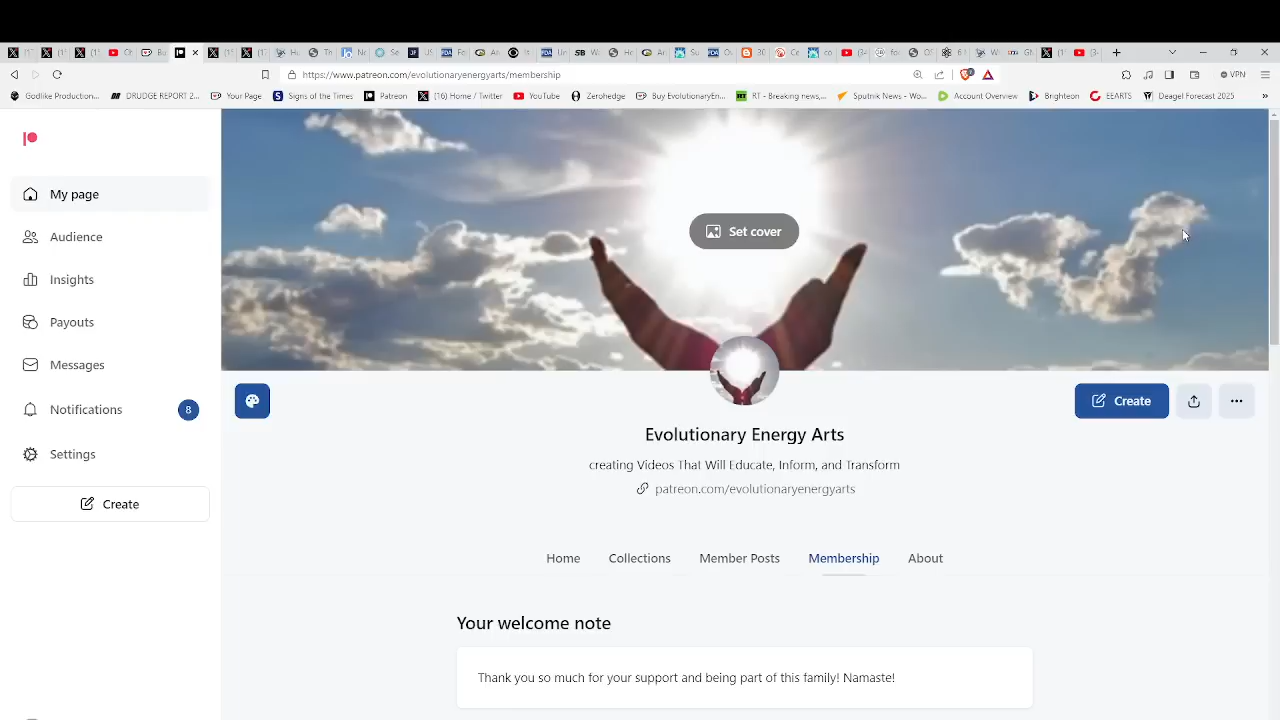 https://www.patreon.com/evolutionaryenergyarts/membership
VPN
Godlike Production...
DRUDGE REPORT 2...
Your Page
Signs of the Times
Patreon
[16] Home / Twitter
YouTube
Zerohedge
Buy EvolutionaryEn...
RT - Breaking news,...
Sputnik News - Wo...
Account Overview
Brighteon
EEARTS
Deagel Forecast 2025
»
My page
Audience
Insights
Payouts
Messages
Notifications 8
Settings
Create
Set cover
Create
Evolutionary Energy Arts
creating Videos That Will Educate, Inform, and Transform
patreon.com/evolutionaryenergyarts
Home Collections Member Posts Membership About
Your welcome note
Thank you so much for your support and being part of this family! Namaste!